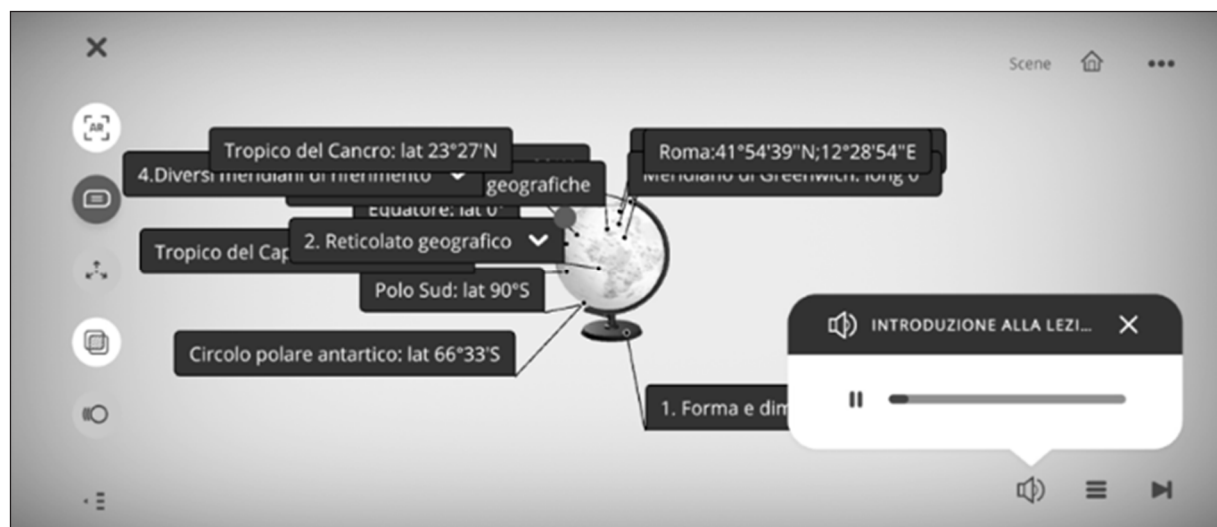 Scene
AR
Tropico del Cancro: lat 23°27'N
Roma:41°54'39"N;12°28'54"E
4.Diversi meridiani di riferimento
geografiche
Meridiano di Greenwich: long 0°
Equatore: lat 0°
2. Reticolato geografico
Tropico del Cap
Polo Sud: lat 90°S
Circolo polare antartico: lat 66°33'S
INTRODUZIONE ALLA LEZI...
1. Forma e dim